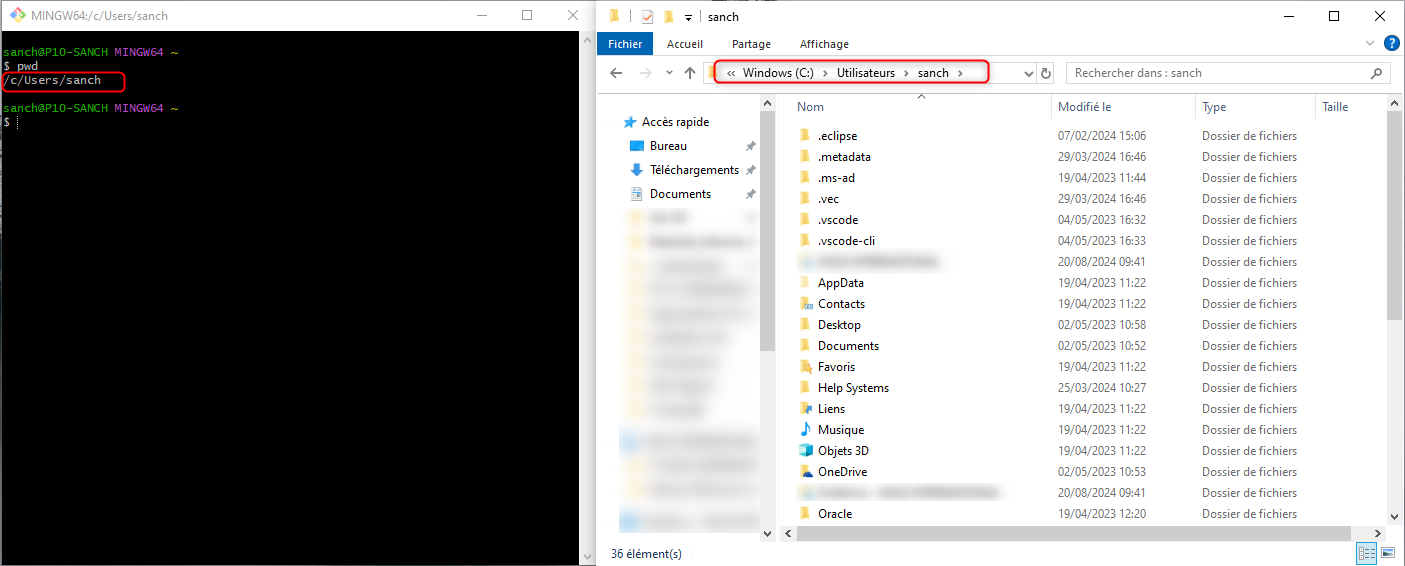 MINGW64:/c/Users/sanch
sanch@P10-SANCH MINGW64 ~
$ pwd
/c/Users/sanch
sanch@P10-SANCH MINGW64 ~
$
sanch
Fichier Accueil Partage Affichage
« Windows (C:) > Utilisateurs > sanch > Rechercher dans : sanch
Accès rapide
Bureau
Téléchargements
Documents
Nom Modifié le Type Taille
.eclipse 07/02/2024 15:06 Dossier de fichiers
.metadata 29/03/2024 16:46 Dossier de fichiers
.ms-ad 19/04/2023 11:44 Dossier de fichiers
.vec 29/03/2024 16:46 Dossier de fichiers
.vscode 04/05/2023 16:32 Dossier de fichiers
.vscode-cli 04/05/2023 16:33 Dossier de fichiers
20/08/2024 09:41 Dossier de fichiers
AppData 19/04/2023 11:22 Dossier de fichiers
Contacts 19/04/2023 11:22 Dossier de fichiers
Desktop 02/05/2023 10:58 Dossier de fichiers
Documents 02/05/2023 10:52 Dossier de fichiers
Favoris 19/04/2023 11:22 Dossier de fichiers
Help Systems 25/03/2024 10:27 Dossier de fichiers
Liens 19/04/2023 11:22 Dossier de fichiers
Musique 19/04/2023 11:22 Dossier de fichiers
Objets 3D 19/04/2023 11:22 Dossier de fichiers
OneDrive 02/05/2023 10:53 Dossier de fichiers
20/08/2024 09:41 Dossier de fichiers
Oracle 19/04/2023 12:20 Dossier de fichiers
36 élément(s)